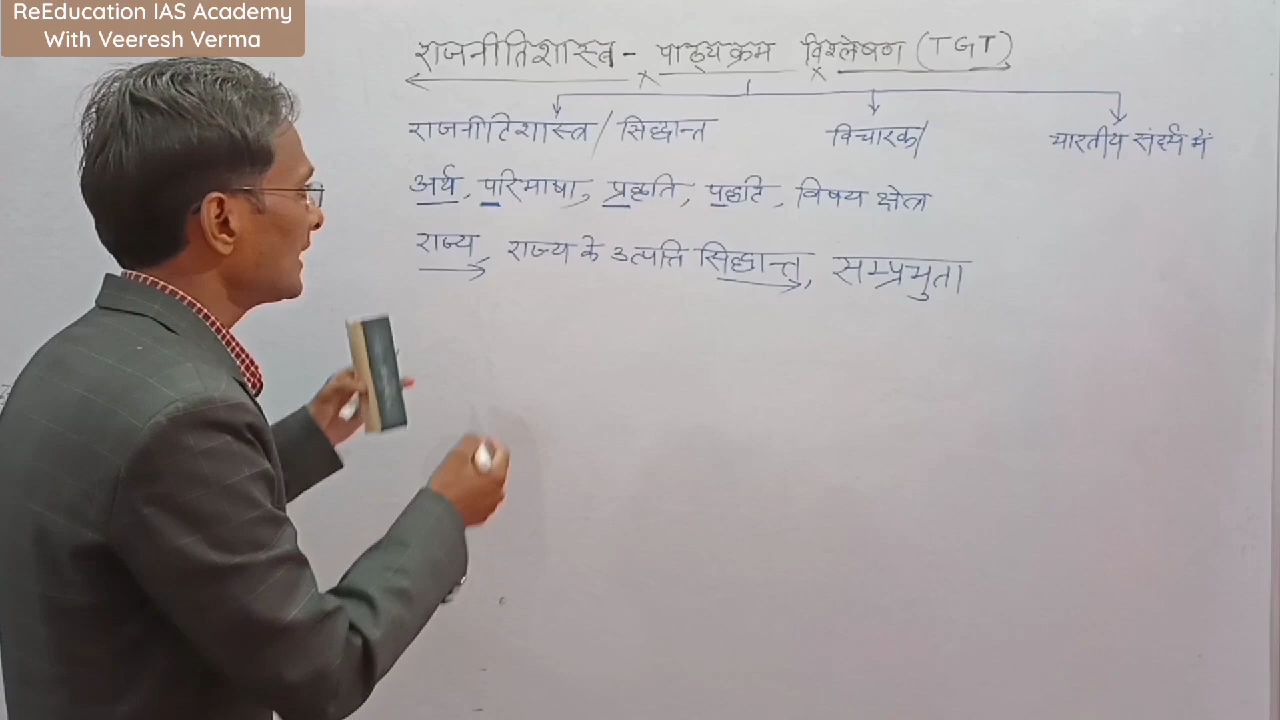 ReEducation IAS Academy
With Veeresh Verma
राजनीतिशास्त्र - पाठ्यक्रम विश्लेषण (TGT)
राजनीतिशास्त्र / सिद्धान्त विचारक/ भारतीय संदर्भ में
अर्थ, परिभाषा, प्रकृति, पद्धति, विषय क्षेत्र
राज्य, राज्य के उत्पत्ति सिद्धान्त, सम्प्रभुता